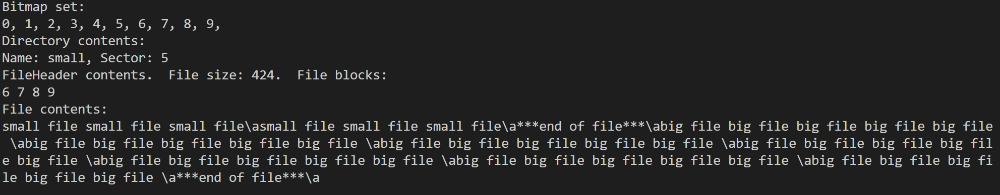 Bitmap set:
0, 1, 2, 3, 4, 5, 6, 7, 8, 9,
Directory contents:
Name: small, Sector: 5
FileHeader contents.  File size: 424.  File blocks:
6 7 8 9
File contents:
small file small file small file\asmall file small file small file\a***end of file***\abig file big file big file big file big file
 \abig file big file big file big file big file \abig file big file big file big file big file \abig file big file big file big fil
e big file \abig file big file big file big file big file \abig file big file big file big file big file \abig file big file big fi
le big file big file \a***end of file***\a